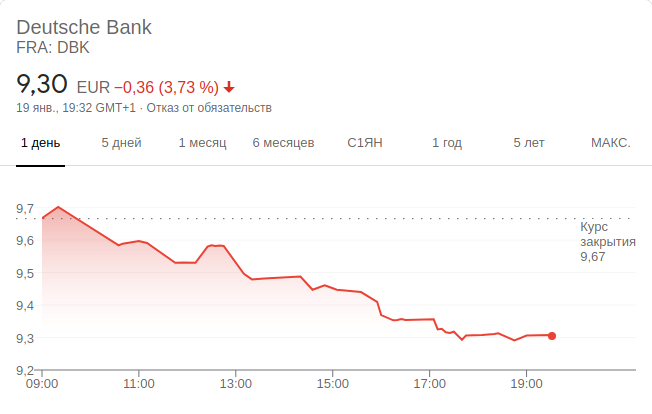 Deutsche Bank
FRA: DBK
9,30 EUR −0,36 (3,73 %)
19 янв., 19:32 GMT+1 · Отказ от обязательств
1 день 5 дней 1 месяц 6 месяцев С1ЯН 1 год 5 лет МАКС.
9,7
Курс
закрытия
9,67
9,6
9,5
9,4
9,3
9,2
09:00 11:00 13:00 15:00 17:00 19:00